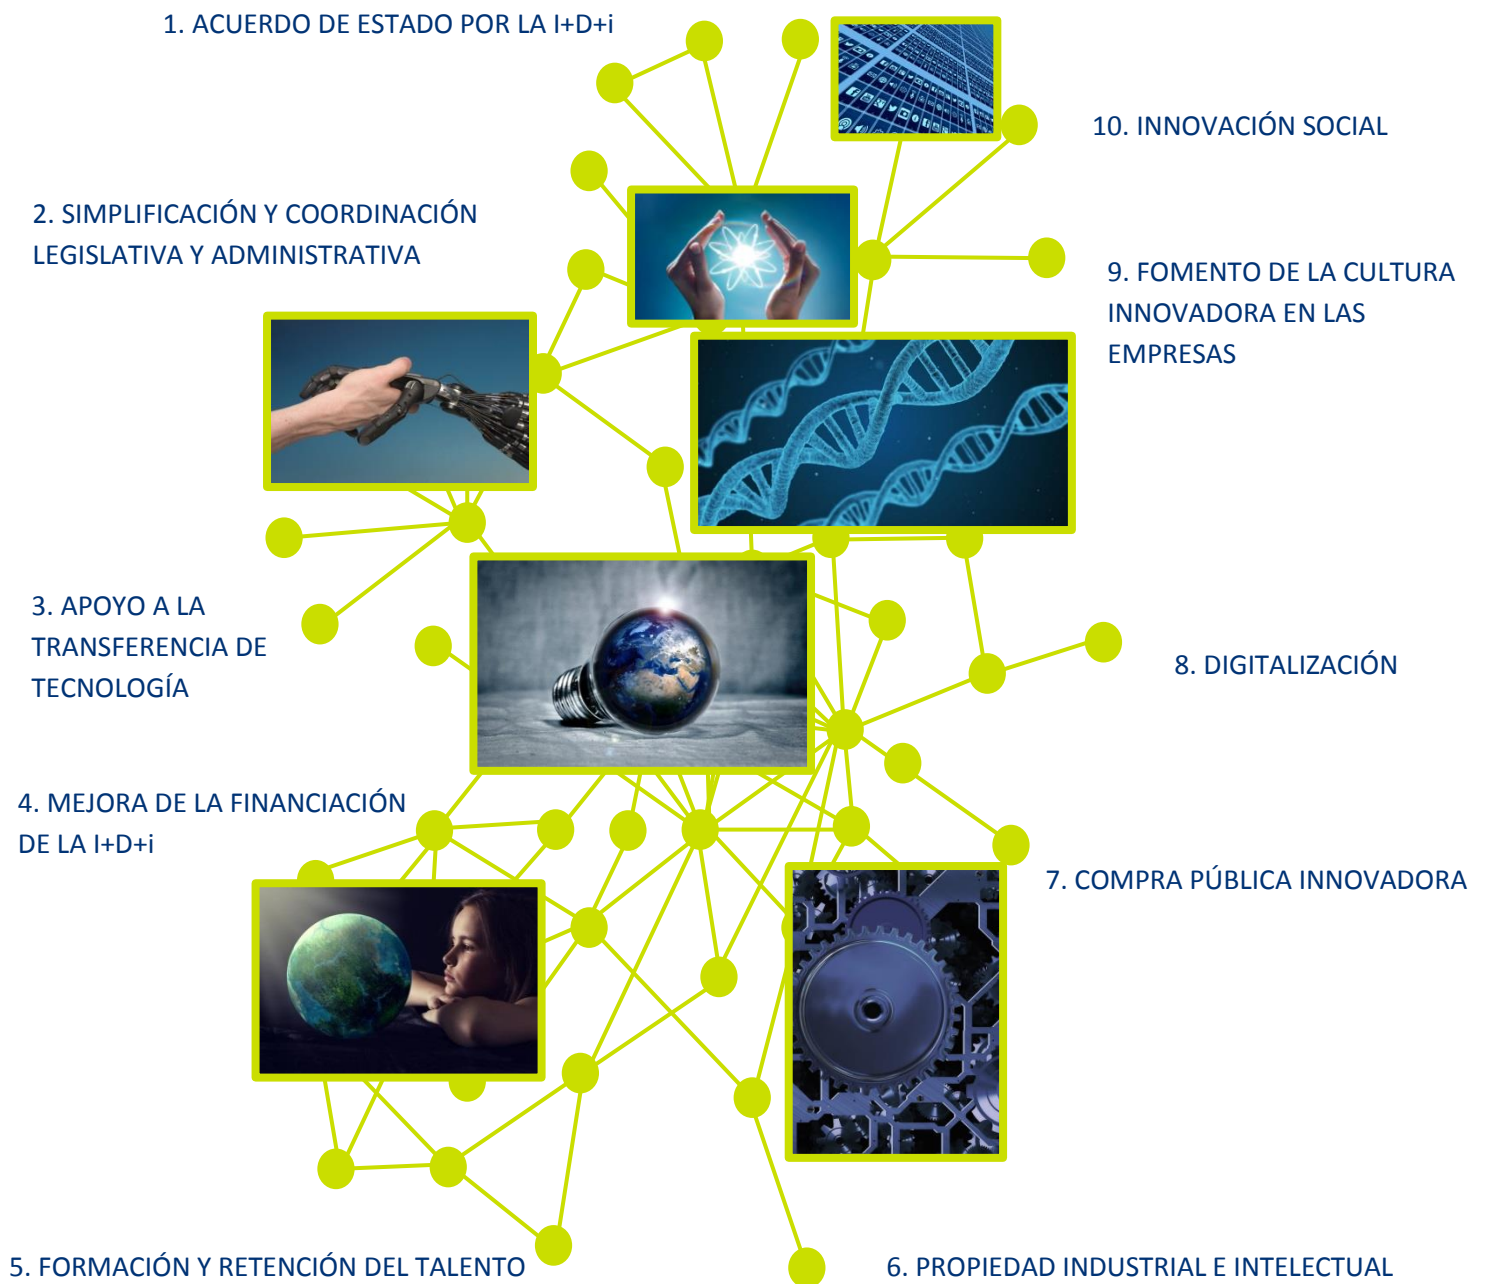 1. ACUERDO DE ESTADO POR LA I+D+i
2. SIMPLIFICACIÓN Y COORDINACIÓN
LEGISLATIVA Y ADMINISTRATIVA
3. APOYO A LA
TRANSFERENCIA DE
TECNOLOGÍA
4. MEJORA DE LA FINANCIACIÓN
DE LA I+D+i
5. FORMACIÓN Y RETENCIÓN DEL TALENTO
6. PROPIEDAD INDUSTRIAL E INTELECTUAL
7. COMPRA PÚBLICA INNOVADORA
8. DIGITALIZACIÓN
9. FOMENTO DE LA CULTURA
INNOVADORA EN LAS
EMPRESAS
10. INNOVACIÓN SOCIAL